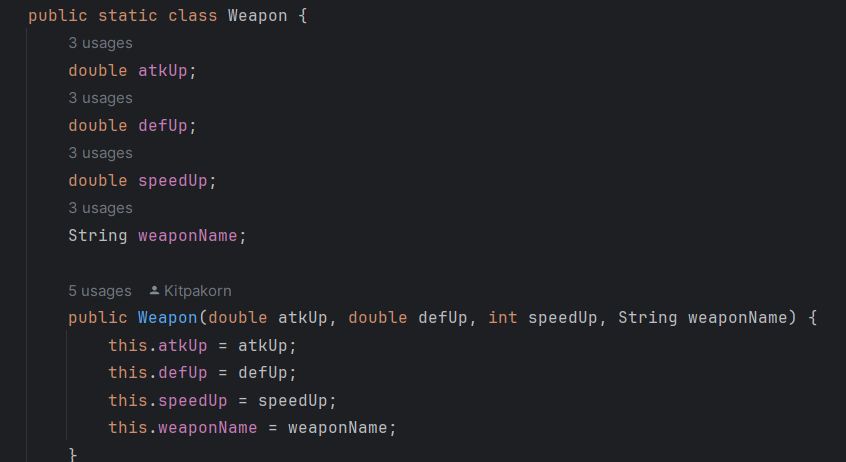 public static class Weapon {
3 usages
double atkUp;
3 usages
double defUp;
3 usages
double speedUp;
3 usages
String weaponName;
5 usages Kitpakorn
public Weapon(double atkUp, double defUp, int speedUp, String weaponName) {
this.atkUp = atkUp;
this.defUp = defUp;
this.speedUp = speedUp;
this.weaponName = weaponName;
}